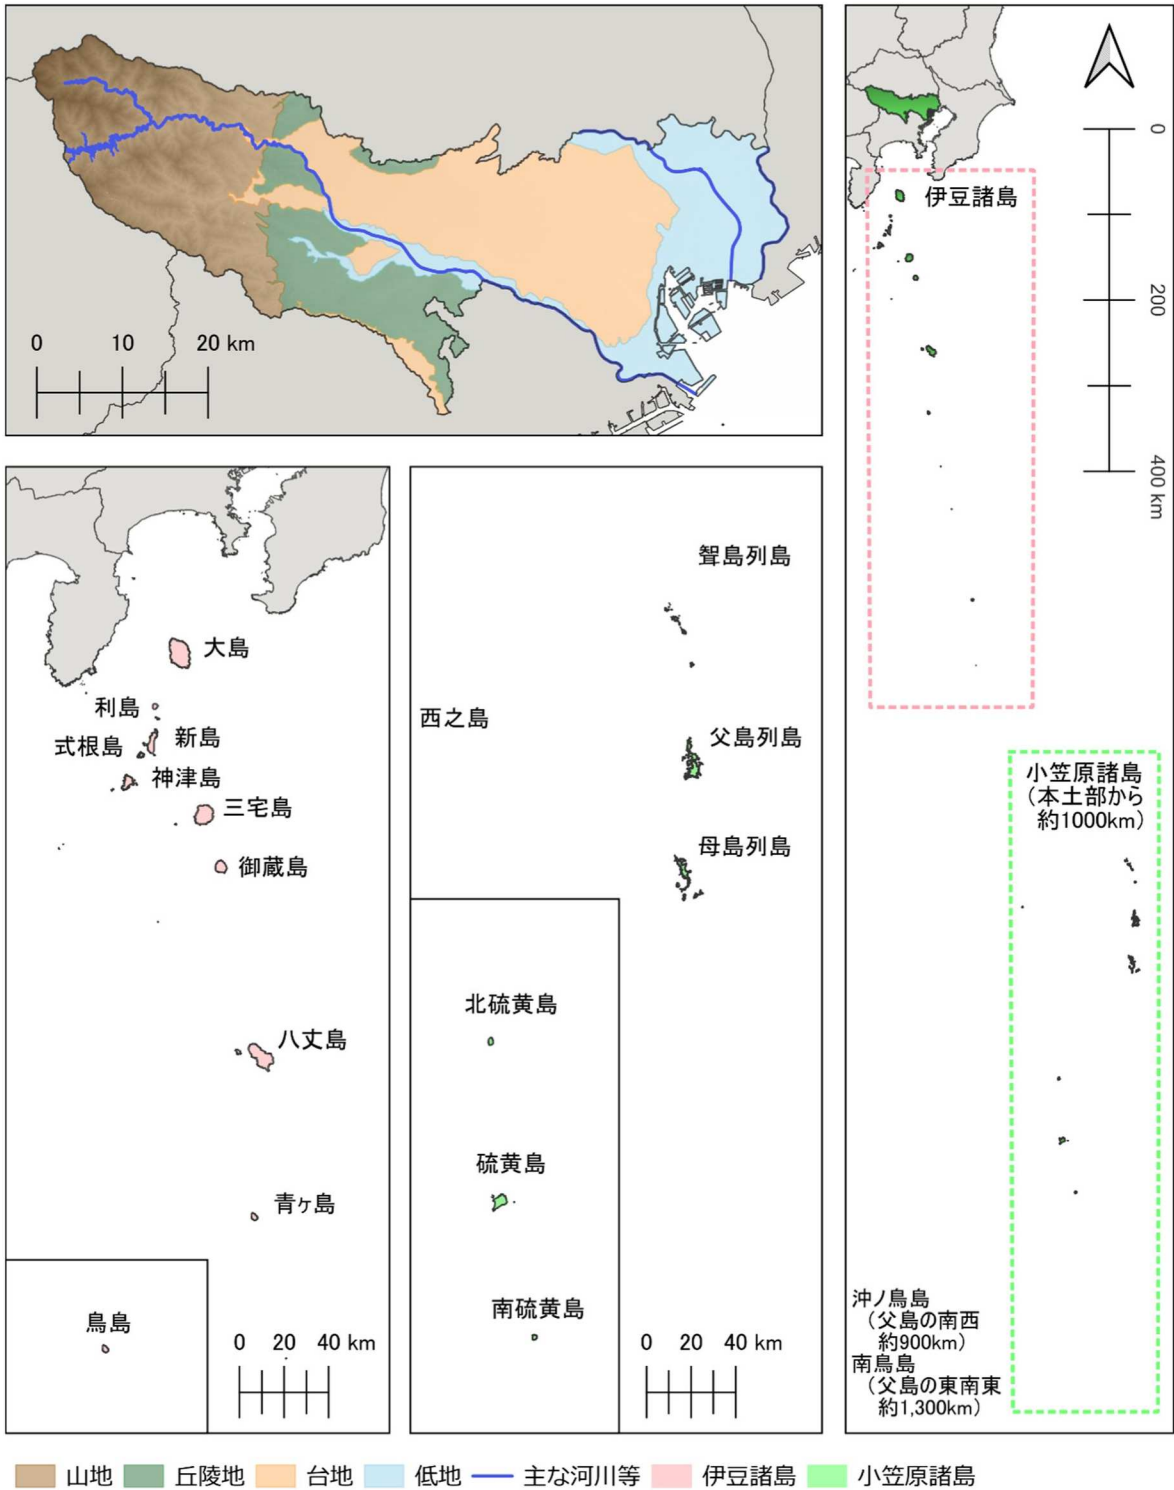 0 10 20 km
大島
利島
新島
式根島
神津島
三宅島
御蔵島
八丈島
青ヶ島
鳥島
0 20 40 km
聟島列島
西之島
父島列島
母島列島
北硫黄島
硫黄島
南硫黄島
0 20 40 km
0
200
400 km
伊豆諸島
小笠原諸島
（本土部から
約1000km）
沖ノ鳥島
（父島の南西
約900km）
南鳥島
（父島の東南東
約1,300km）
山地 丘陵地 台地 低地 主な河川等 伊豆諸島 小笠原諸島